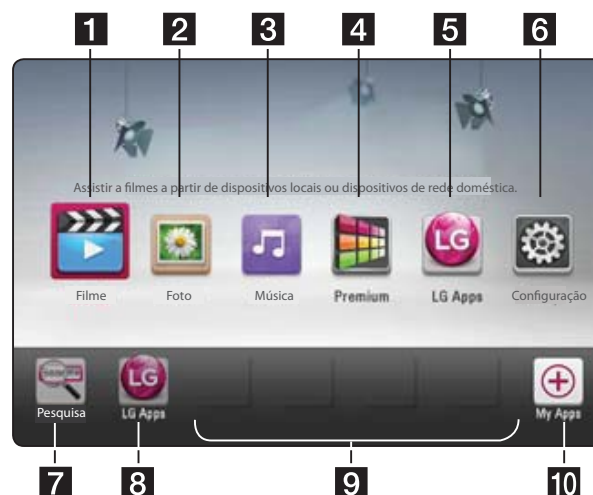 1 2 3 4 5 6
Assistir a filmes a partir de dispositivos locais ou dispositivos de rede doméstica.
LG
Filme Foto Música Premium LG Apps Configuração
LG
Pesquisa LG Apps My Apps
7 8 9 10